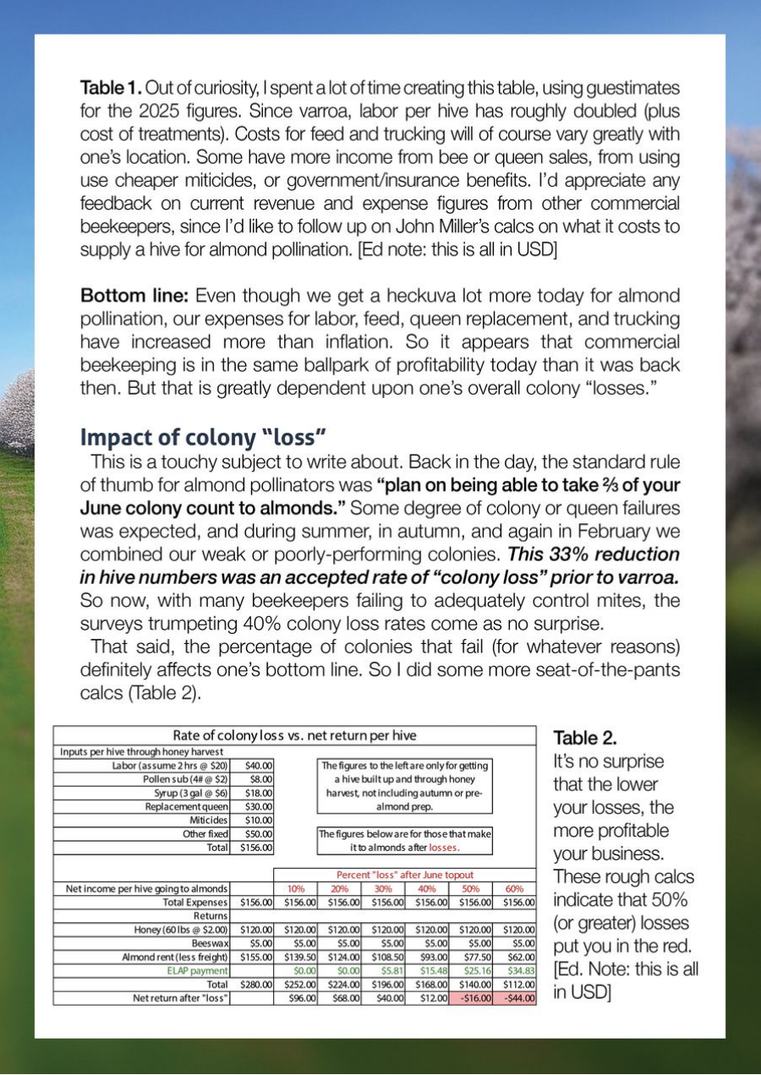 Table 1. Out of curiosity, I spent a lot of time creating this table, using guestimates
for the 2025 figures. Since varroa, labor per hive has roughly doubled (plus
cost of treatments). Costs for feed and trucking will of course vary greatly with
one’s location. Some have more income from bee or queen sales, from using
use cheaper miticides, or government/insurance benefits. I’d appreciate any
feedback on current revenue and expense figures from other commercial
beekeepers, since I’d like to follow up on John Miller’s calcs on what it costs to
supply a hive for almond pollination. [Ed note: this is all in USD]
Bottom line: Even though we get a heckuva lot more today for almond
pollination, our expenses for labor, feed, queen replacement, and trucking
have increased more than inflation. So it appears that commercial
beekeeping is in the same ballpark of profitability today than it was back
then. But that is greatly dependent upon one’s overall colony “losses.”
Impact of colony “loss”
This is a touchy subject to write about. Back in the day, the standard rule
of thumb for almond pollinators was “plan on being able to take ⅔ of your
June colony count to almonds.” Some degree of colony or queen failures
was expected, and during summer, in autumn, and again in February we
combined our weak or poorly-performing colonies. This 33% reduction
in hive numbers was an accepted rate of “colony loss” prior to varroa.
So now, with many beekeepers failing to adequately control mites, the
surveys trumpeting 40% colony loss rates come as no surprise.
That said, the percentage of colonies that fail (for whatever reasons)
definitely affects one’s bottom line. So I did some more seat-of-the-pants
calcs (Table 2).
Rate of colony loss vs. net return per hive
Inputs per hive through honey harvest
Labor (assume 2 hrs @ $20) $40.00
Pollen sub (4# @ $2) $8.00
Syrup (3 gal @ $6) $18.00
Replacement queen $30.00
Miticides $10.00
Other fixed $50.00
Total $156.00
The figures to the left are only for getting
a hive built up and through honey
harvest, not including autumn or pre-
almond prep.
The figures below are for those that make
it to almonds after losses.
Percent "loss" after June topout
Net income per hive going to almonds 10% 20% 30% 40% 50% 60%
Total Expenses $156.00 $156.00 $156.00 $156.00 $156.00 $156.00 $156.00
Returns
Honey (60 lbs @ $2.00) $120.00 $120.00 $120.00 $120.00 $120.00 $120.00 $120.00
Beeswax $5.00 $5.00 $5.00 $5.00 $5.00 $5.00 $5.00
Almond rent (less freight) $155.00 $139.50 $124.00 $108.50 $93.00 $77.50 $62.00
ELAP payment $0.00 $0.00 $5.81 $15.48 $25.16 $34.83
Total $280.00 $252.00 $224.00 $196.00 $168.00 $140.00 $112.00
Net return after "loss" $96.00 $68.00 $40.00 $12.00 -$16.00 -$44.00
Table 2.
It’s no surprise
that the lower
your losses, the
more profitable
your business.
These rough calcs
indicate that 50%
(or greater) losses
put you in the red.
[Ed. Note: this is all
in USD]